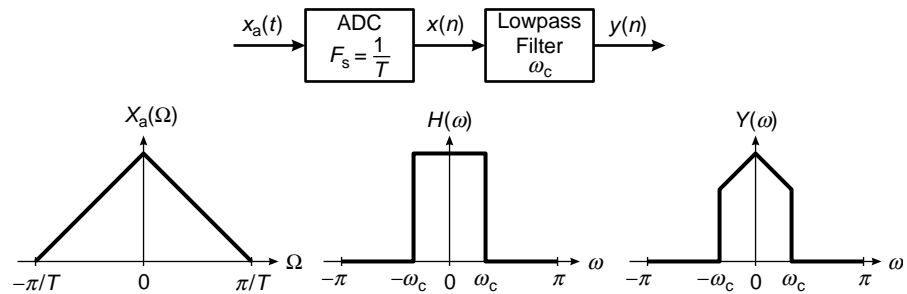 xa(t)
ADC
Fs = 1/T
x(n)
Lowpass
Filter
ωc
y(n)
Xa(Ω)
−π/T
0
π/T
Ω
H(ω)
−π
−ωc
0
ωc
π
ω
Y(ω)
−π
−ωc
0
ωc
π
ω